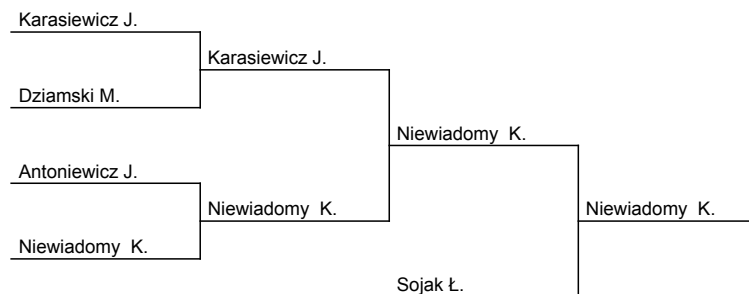 Karasiewicz J.
Karasiewicz J.
Dziamski M.
Niewiadomy  K.
Antoniewicz J.
Niewiadomy  K.
Niewiadomy  K.
Niewiadomy  K.
Sojak Ł.